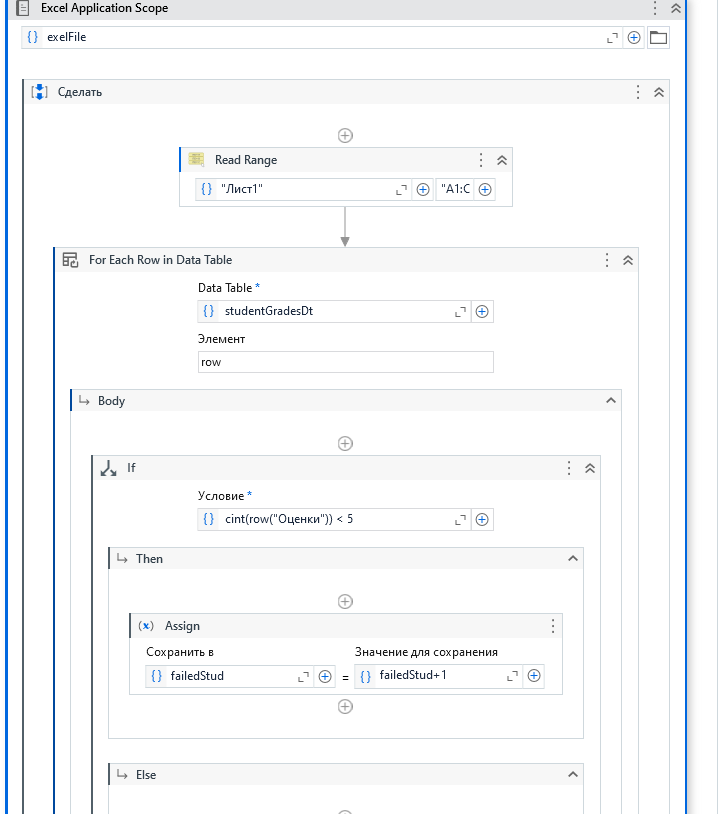 Excel Application Scope
exelFile
Сделать
Read Range
"Лист1" "A1:C
For Each Row in Data Table
Data Table *
studentGradesDt
Элемент
row
Body
If
Условие *
cint(row("Оценки")) < 5
Then
(x) Assign
Сохранить в Значение для сохранения
failedStud = failedStud+1
Else